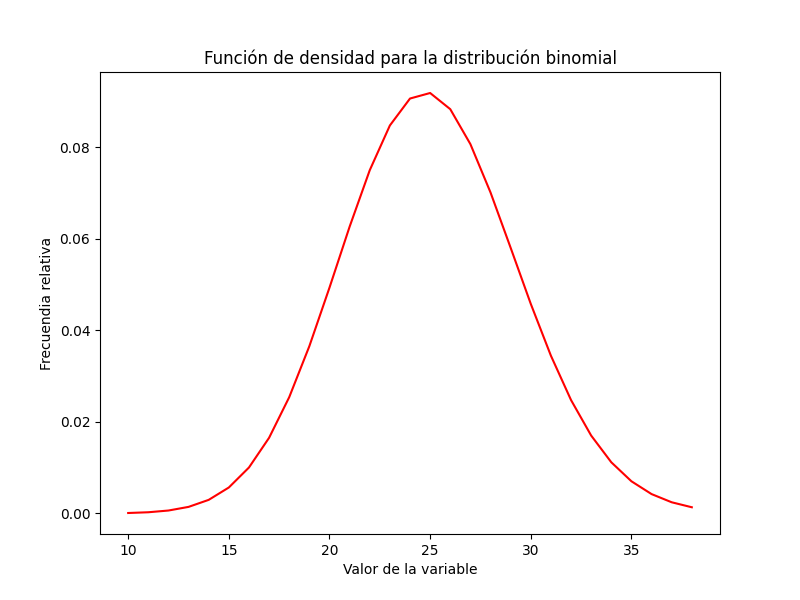 Función de densidad para la distribución binomial
0.08
0.06
0.04
0.02
0.00
Frecuendia relativa
10 15 20 25 30 35
Valor de la variable